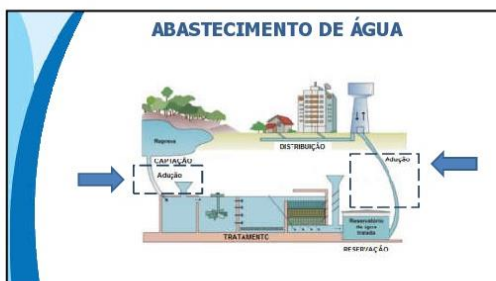 ABASTECIMENTO DE ÁGUA
Represa
CAPTAÇÃO
Adução
DISTRIBUIÇÃO
Adução
Reservatório
de água
tratada
TRATAMENTO
RESERVAÇÃO